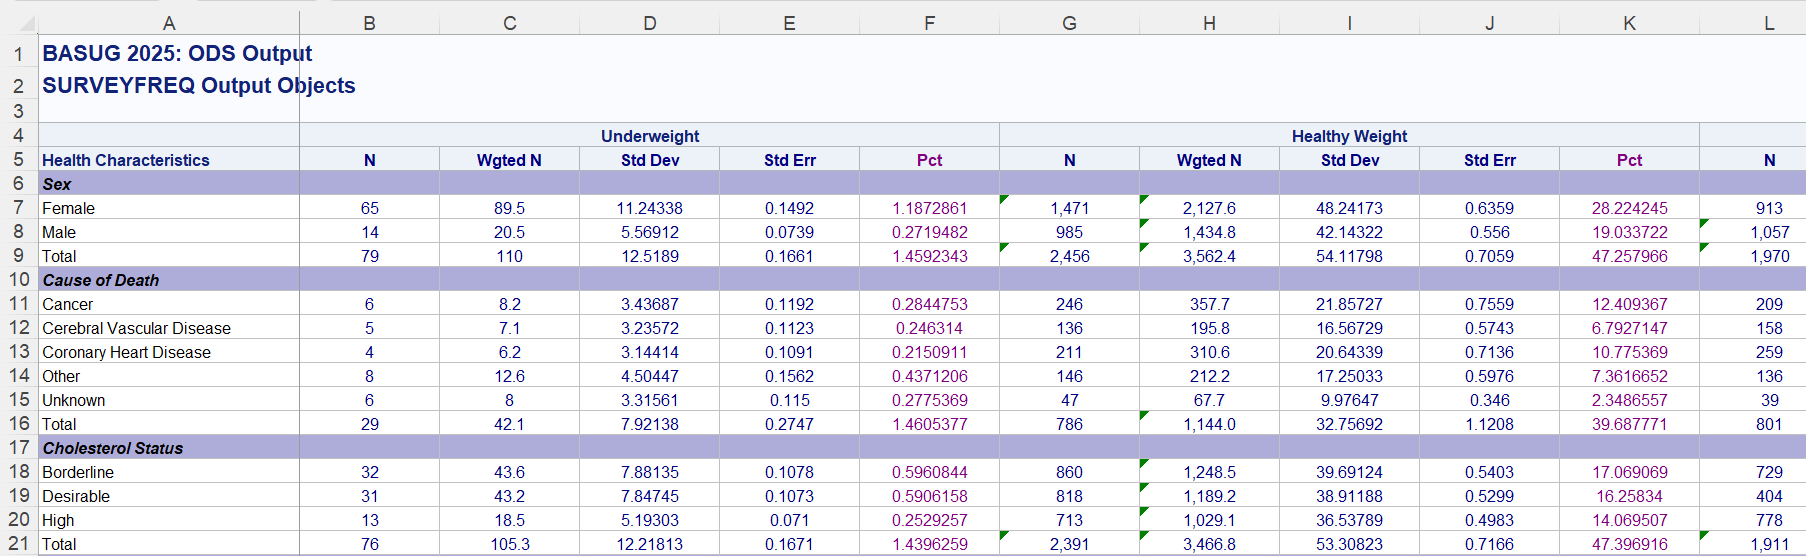 A B C D E F G H I J K L
1 BASUG 2025: ODS Output
2 SURVEYFREQ Output Objects
3
4 Underweight Healthy Weight
5 Health Characteristics N Wgted N Std Dev Std Err Pct N Wgted N Std Dev Std Err Pct N
6 Sex
7 Female 65 89.5 11.24338 0.1492 1.1872861 1,471 2,127.6 48.24173 0.6359 28.224245 913
8 Male 14 20.5 5.56912 0.0739 0.2719482 985 1,434.8 42.14322 0.556 19.033722 1,057
9 Total 79 110 12.5189 0.1661 1.4592343 2,456 3,562.4 54.11798 0.7059 47.257966 1,970
10 Cause of Death
11 Cancer 6 8.2 3.43687 0.1192 0.2844753 246 357.7 21.85727 0.7559 12.409367 209
12 Cerebral Vascular Disease 5 7.1 3.23572 0.1123 0.246314 136 195.8 16.56729 0.5743 6.7927147 158
13 Coronary Heart Disease 4 6.2 3.14414 0.1091 0.2150911 211 310.6 20.64339 0.7136 10.775369 259
14 Other 8 12.6 4.50447 0.1562 0.4371206 146 212.2 17.25033 0.5976 7.3616652 136
15 Unknown 6 8 3.31561 0.115 0.2775369 47 67.7 9.97647 0.346 2.3486557 39
16 Total 29 42.1 7.92138 0.2747 1.4605377 786 1,144.0 32.75692 1.1208 39.687771 801
17 Cholesterol Status
18 Borderline 32 43.6 7.88135 0.1078 0.5960844 860 1,248.5 39.69124 0.5403 17.069069 729
19 Desirable 31 43.2 7.84745 0.1073 0.5906158 818 1,189.2 38.91188 0.5299 16.25834 404
20 High 13 18.5 5.19303 0.071 0.2529257 713 1,029.1 36.53789 0.4983 14.069507 778
21 Total 76 105.3 12.21813 0.1671 1.4396259 2,391 3,466.8 53.30823 0.7166 47.396916 1,911